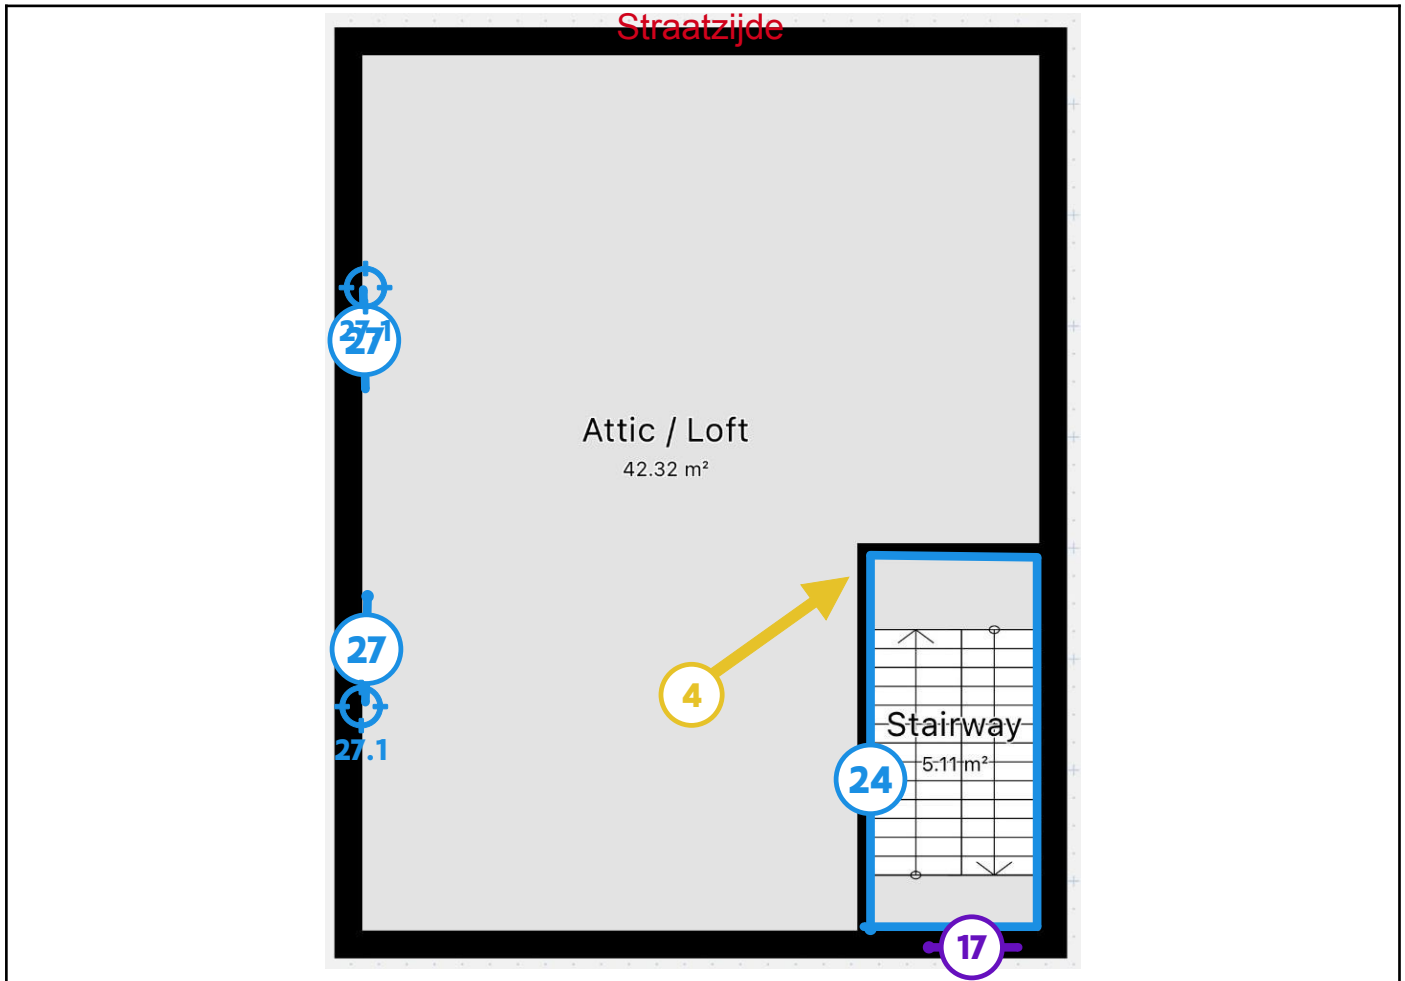 Straatzijde
27.1
27
Attic / Loft
42.32 m²
27
4
27.1
Stairway
5.11 m²
24
17